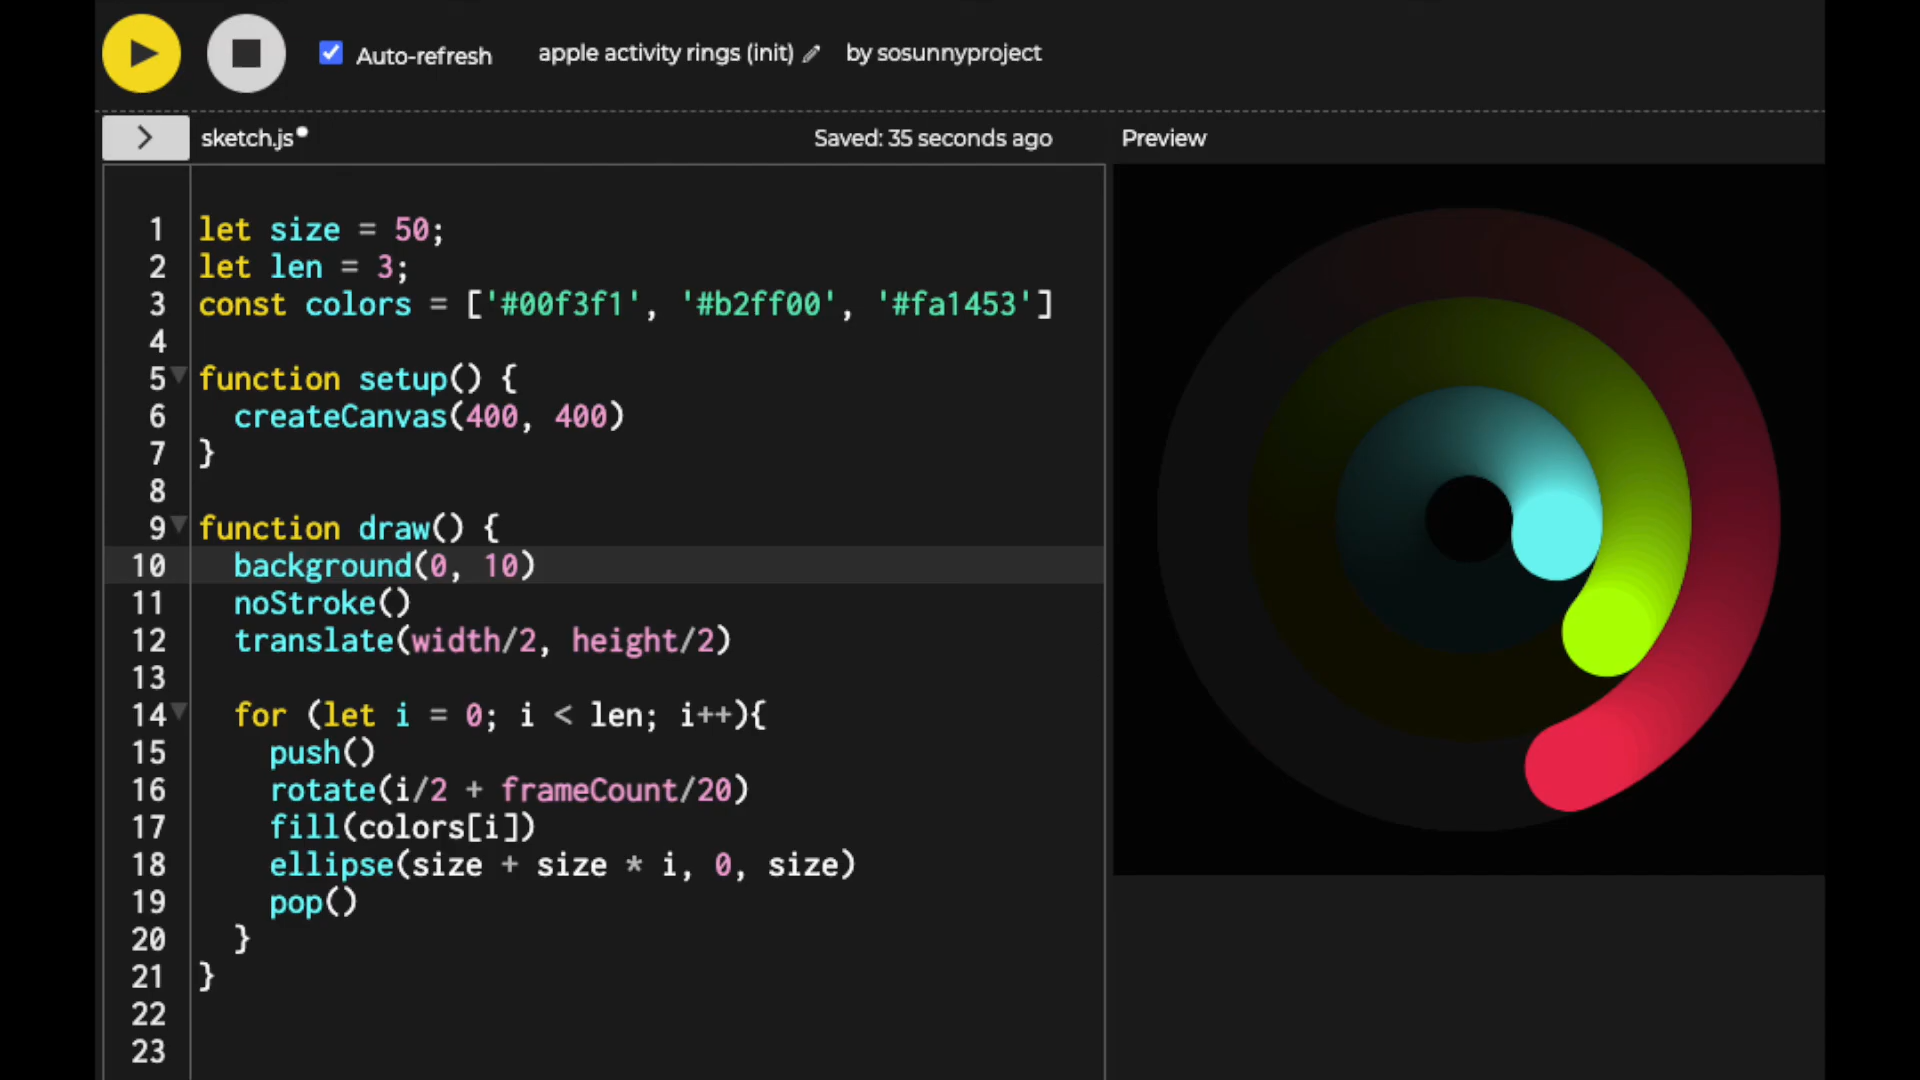 Auto-refresh apple activity rings (init) by sosunnyproject
sketch.js Saved: 35 seconds ago Preview
1 let size = 50;
2 let len = 3;
3 const colors = ['#00f3f1', '#b2ff00', '#fa1453']
4
5 function setup() {
6 createCanvas(400, 400)
7 }
8
9 function draw() {
10 background(0, 10)
11 noStroke()
12 translate(width/2, height/2)
13
14 for (let i = 0; i < len; i++){
15 push()
16 rotate(i/2 + frameCount/20)
17 fill(colors[i])
18 ellipse(size + size * i, 0, size)
19 pop()
20 }
21 }
22
23